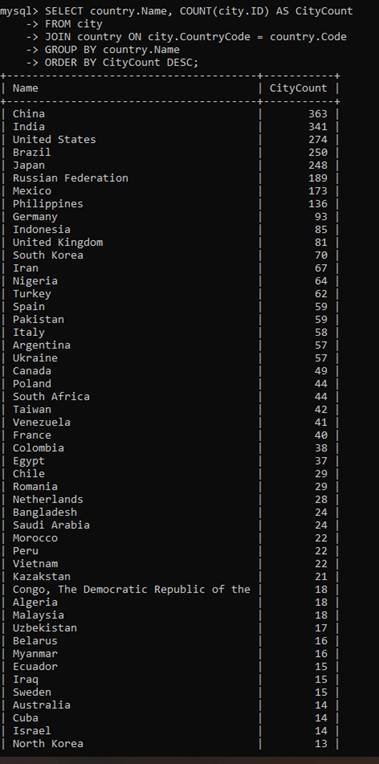 mysql> SELECT country.Name, COUNT(city.ID) AS CityCount
    -> FROM city
    -> JOIN country ON city.CountryCode = country.Code
    -> GROUP BY country.Name
    -> ORDER BY CityCount DESC;
+---------------------------------------+-----------+
| Name                                  | CityCount |
+---------------------------------------+-----------+
| China                                 |       363 |
| India                                 |       341 |
| United States                         |       274 |
| Brazil                                |       250 |
| Japan                                 |       248 |
| Russian Federation                    |       189 |
| Mexico                                |       173 |
| Philippines                           |       136 |
| Germany                               |        93 |
| Indonesia                             |        85 |
| United Kingdom                        |        81 |
| South Korea                           |        70 |
| Iran                                  |        67 |
| Nigeria                               |        64 |
| Turkey                                |        62 |
| Spain                                 |        59 |
| Pakistan                              |        59 |
| Italy                                 |        58 |
| Argentina                             |        57 |
| Ukraine                               |        57 |
| Canada                                |        49 |
| Poland                                |        44 |
| South Africa                          |        44 |
| Taiwan                                |        42 |
| Venezuela                             |        41 |
| France                                |        40 |
| Colombia                              |        38 |
| Egypt                                 |        37 |
| Chile                                 |        29 |
| Romania                               |        29 |
| Netherlands                           |        28 |
| Bangladesh                            |        24 |
| Saudi Arabia                          |        24 |
| Morocco                               |        22 |
| Peru                                  |        22 |
| Vietnam                               |        22 |
| Kazakstan                             |        21 |
| Congo, The Democratic Republic of the |        18 |
| Algeria                               |        18 |
| Malaysia                              |        18 |
| Uzbekistan                            |        17 |
| Belarus                               |        16 |
| Myanmar                               |        16 |
| Ecuador                               |        15 |
| Iraq                                  |        15 |
| Sweden                                |        15 |
| Australia                             |        14 |
| Cuba                                  |        14 |
| Israel                                |        14 |
| North Korea                           |        13 |